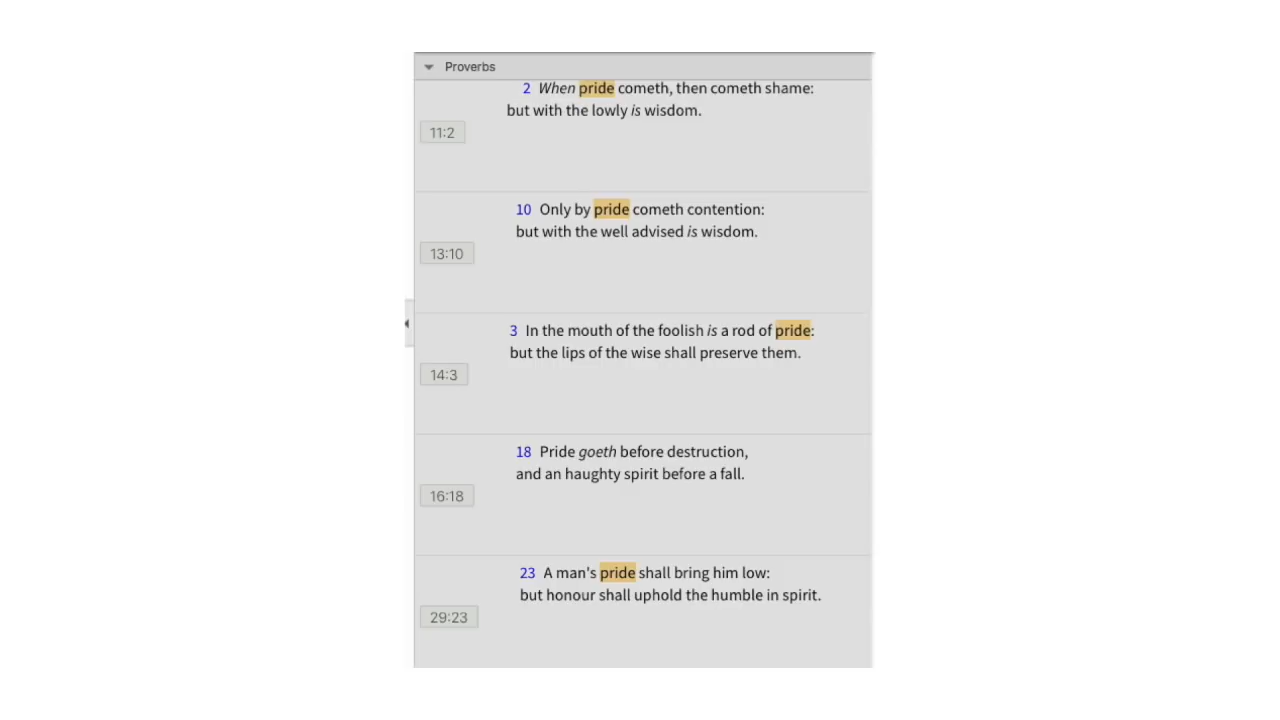 Proverbs
2 When pride cometh, then cometh shame:
but with the lowly is wisdom.
11:2
10 Only by pride cometh contention:
but with the well advised is wisdom.
13:10
3 In the mouth of the foolish is a rod of pride:
but the lips of the wise shall preserve them.
14:3
18 Pride goeth before destruction,
and an haughty spirit before a fall.
16:18
23 A man's pride shall bring him low:
but honour shall uphold the humble in spirit.
29:23